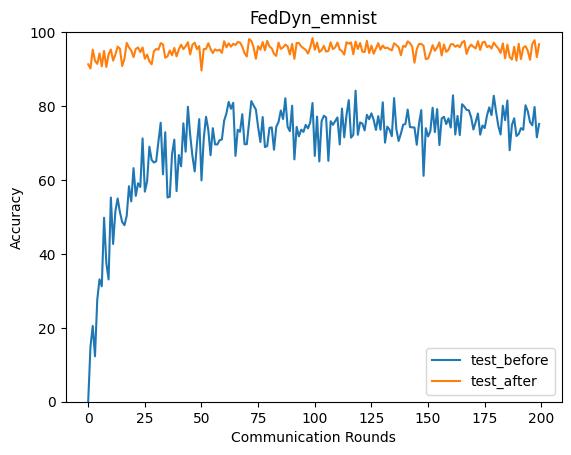 FedDyn_emnist
100
80
60
40
20
0
Accuracy
0 25 50 75 100 125 150 175 200
Communication Rounds
test_before
test_after